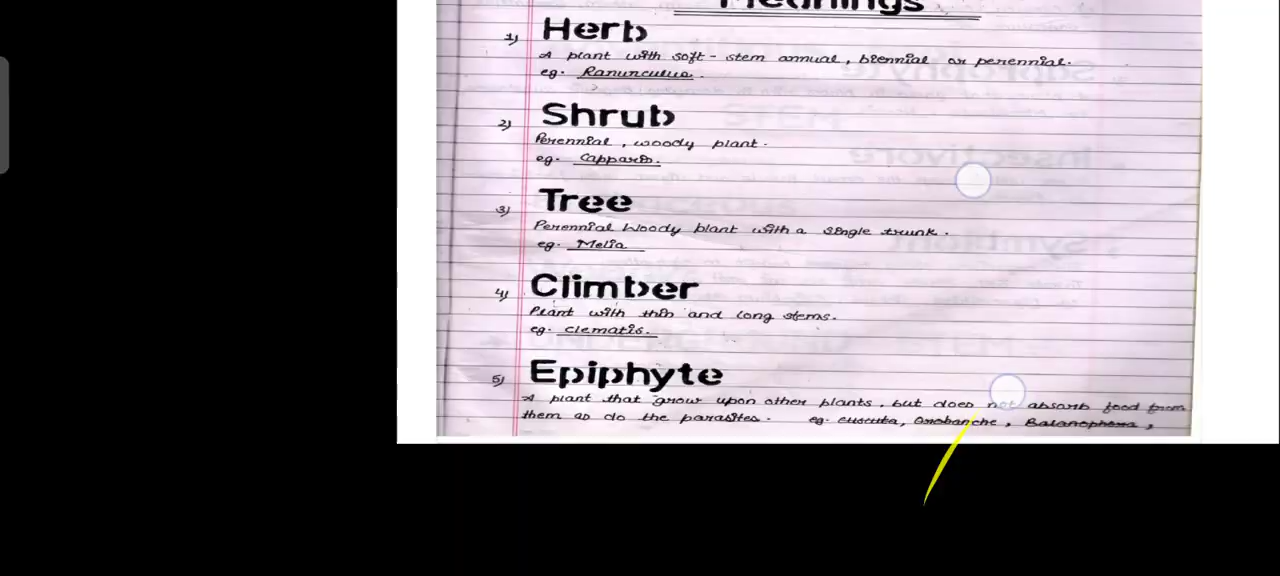 Meanings
1) Herb
A plant with soft-stem annual, biennial or perennial.
eg. Ranunculus.
2) Shrub
Perennial, woody plant.
eg. Capparis.
3) Tree
Perennial woody plant with a single trunk.
eg. Melia
4) Climber
Plant with thin and long stems.
eg. clematis.
5) Epiphyte
A plant that grow upon other plants, but does not absorb food from
them as do the parasites. eg. cuscuta, Orobanche, Balanophora,